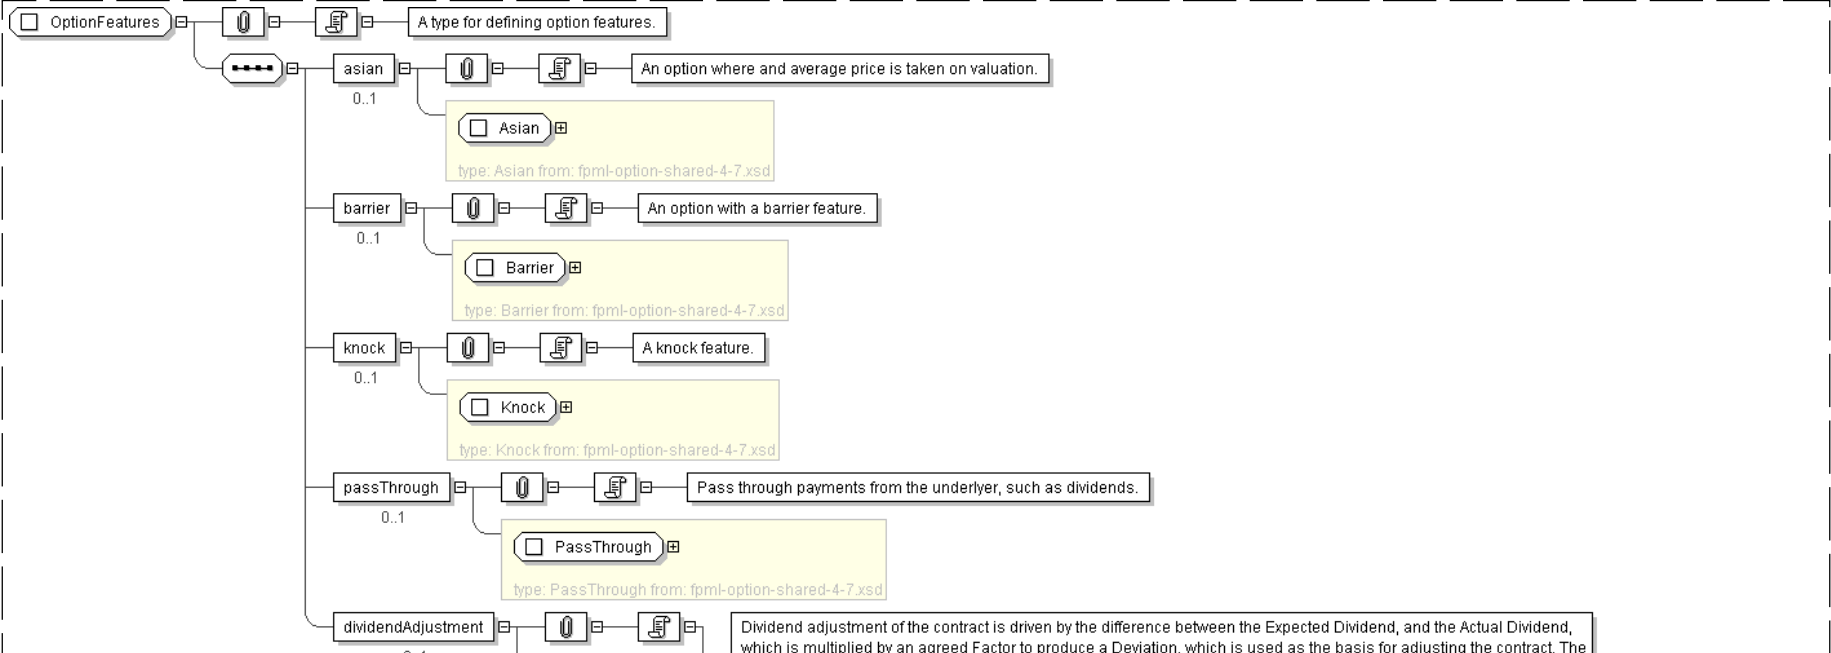 OptionFeatures
A type for defining option features.
asian
An option where and average price is taken on valuation.
0..1
Asian
type: Asian from: fpml-option-shared-4-7.xsd
barrier
An option with a barrier feature.
0..1
Barrier
type: Barrier from: fpml-option-shared-4-7.xsd
knock
A knock feature.
0..1
Knock
type: Knock from: fpml-option-shared-4-7.xsd
passThrough
Pass through payments from the underlyer, such as dividends.
0..1
PassThrough
type: PassThrough from: fpml-option-shared-4-7.xsd
dividendAdjustment
Dividend adjustment of the contract is driven by the difference between the Expected Dividend, and the Actual Dividend,
which is multiplied by an agreed Factor to produce a Deviation, which is used as the basis for adjusting the contract. The